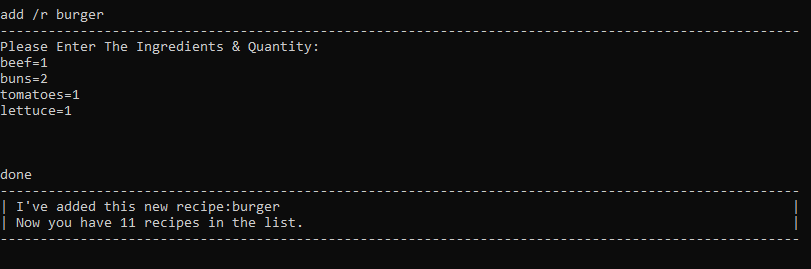 add /r burger
----------------------------------------------------------------------------------------------------
Please Enter The Ingredients & Quantity:
beef=1
buns=2
tomatoes=1
lettuce=1
done
----------------------------------------------------------------------------------------------------
| I've added this new recipe:burger |
| Now you have 11 recipes in the list. |
----------------------------------------------------------------------------------------------------